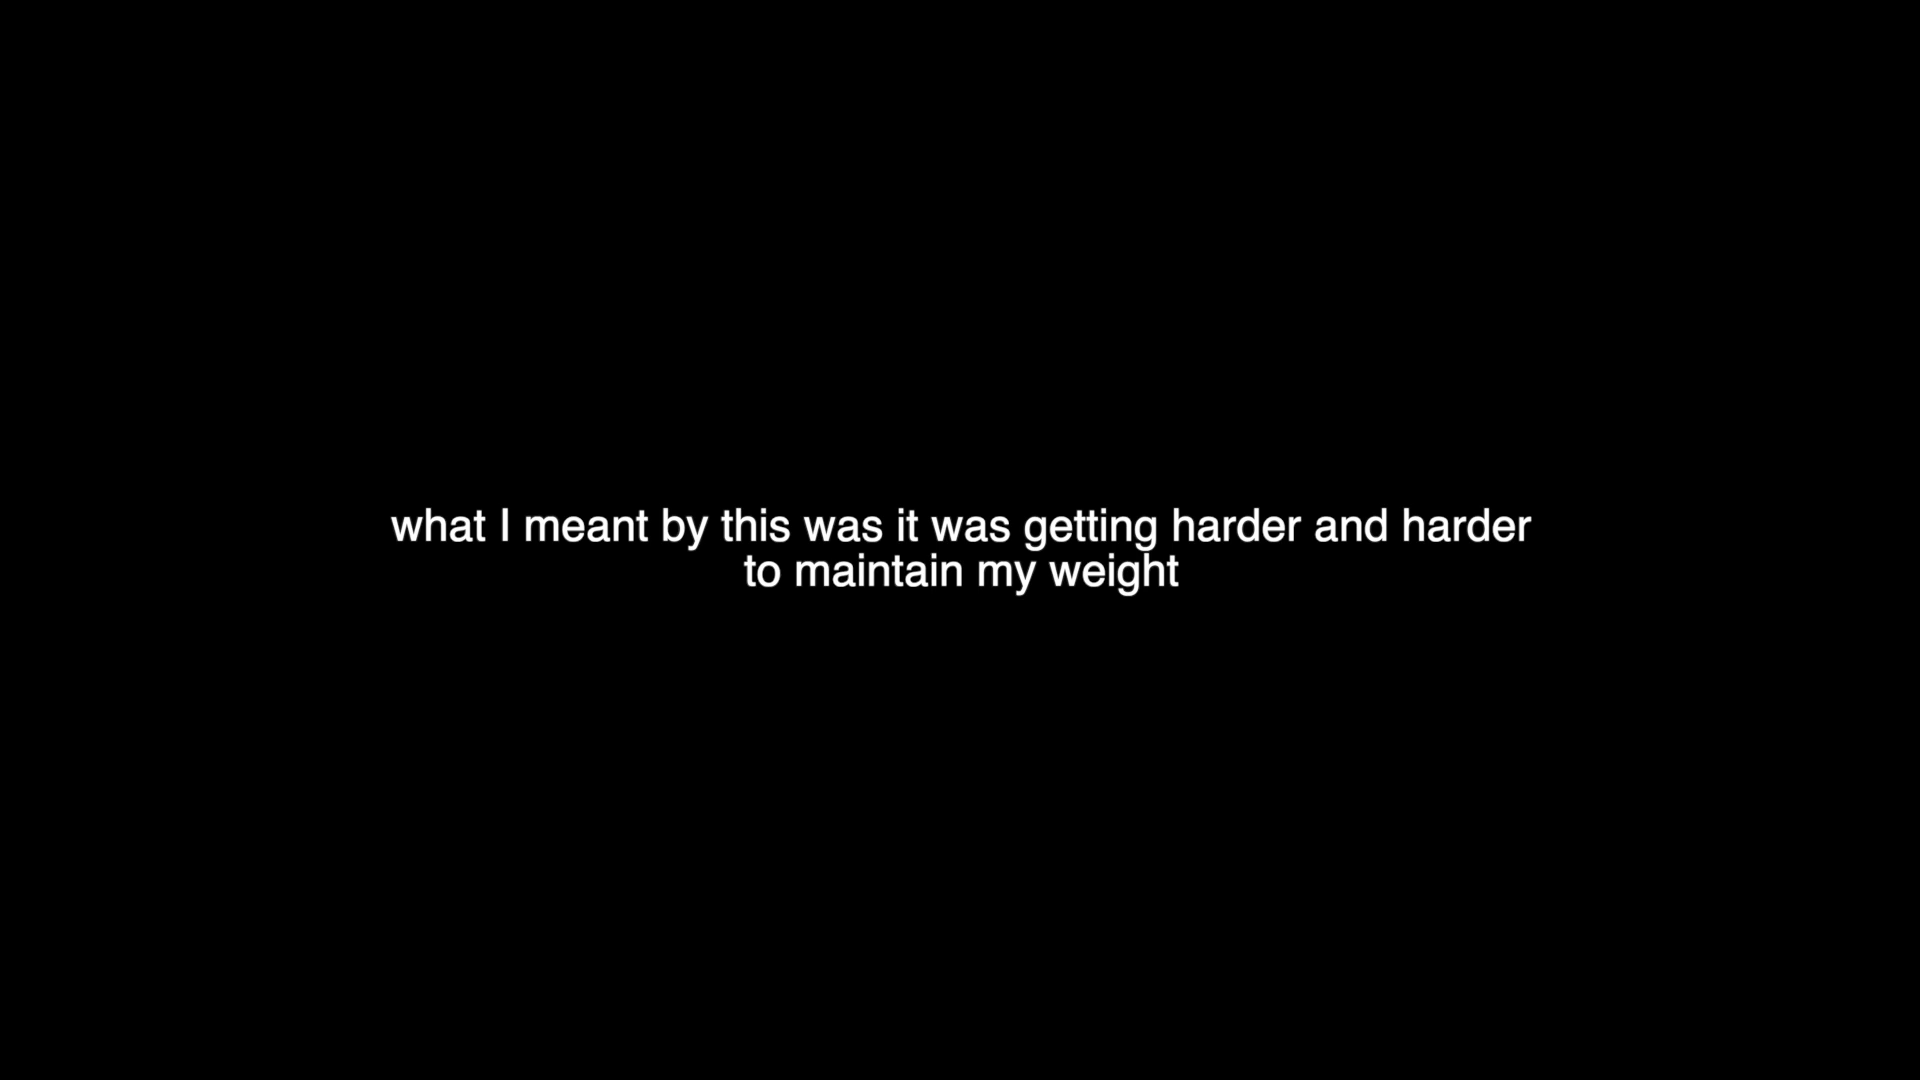 what I meant by this was it was getting harder and harder
to maintain my weight